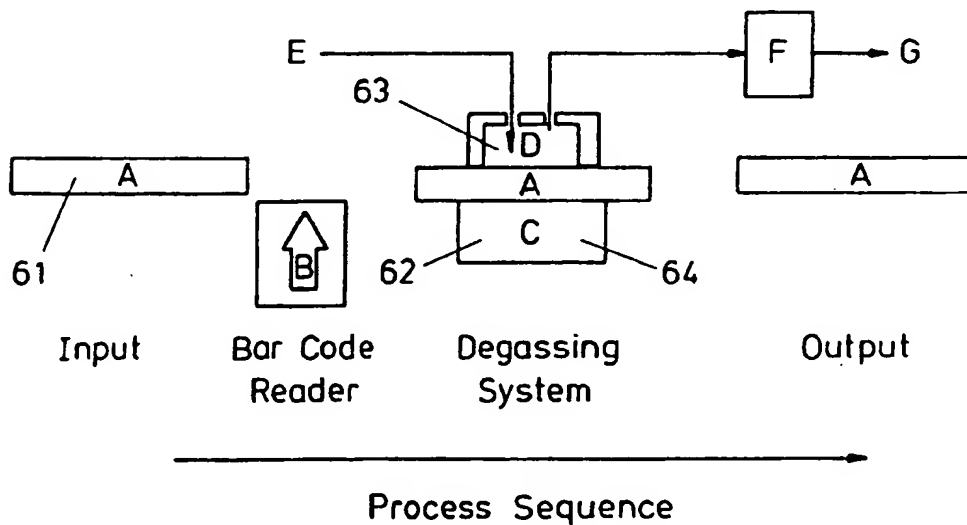 E
F
G
63
D
A
A
A
C
B
61
62
64
Input
Bar Code
Reader
Degassing
System
Output
Process Sequence